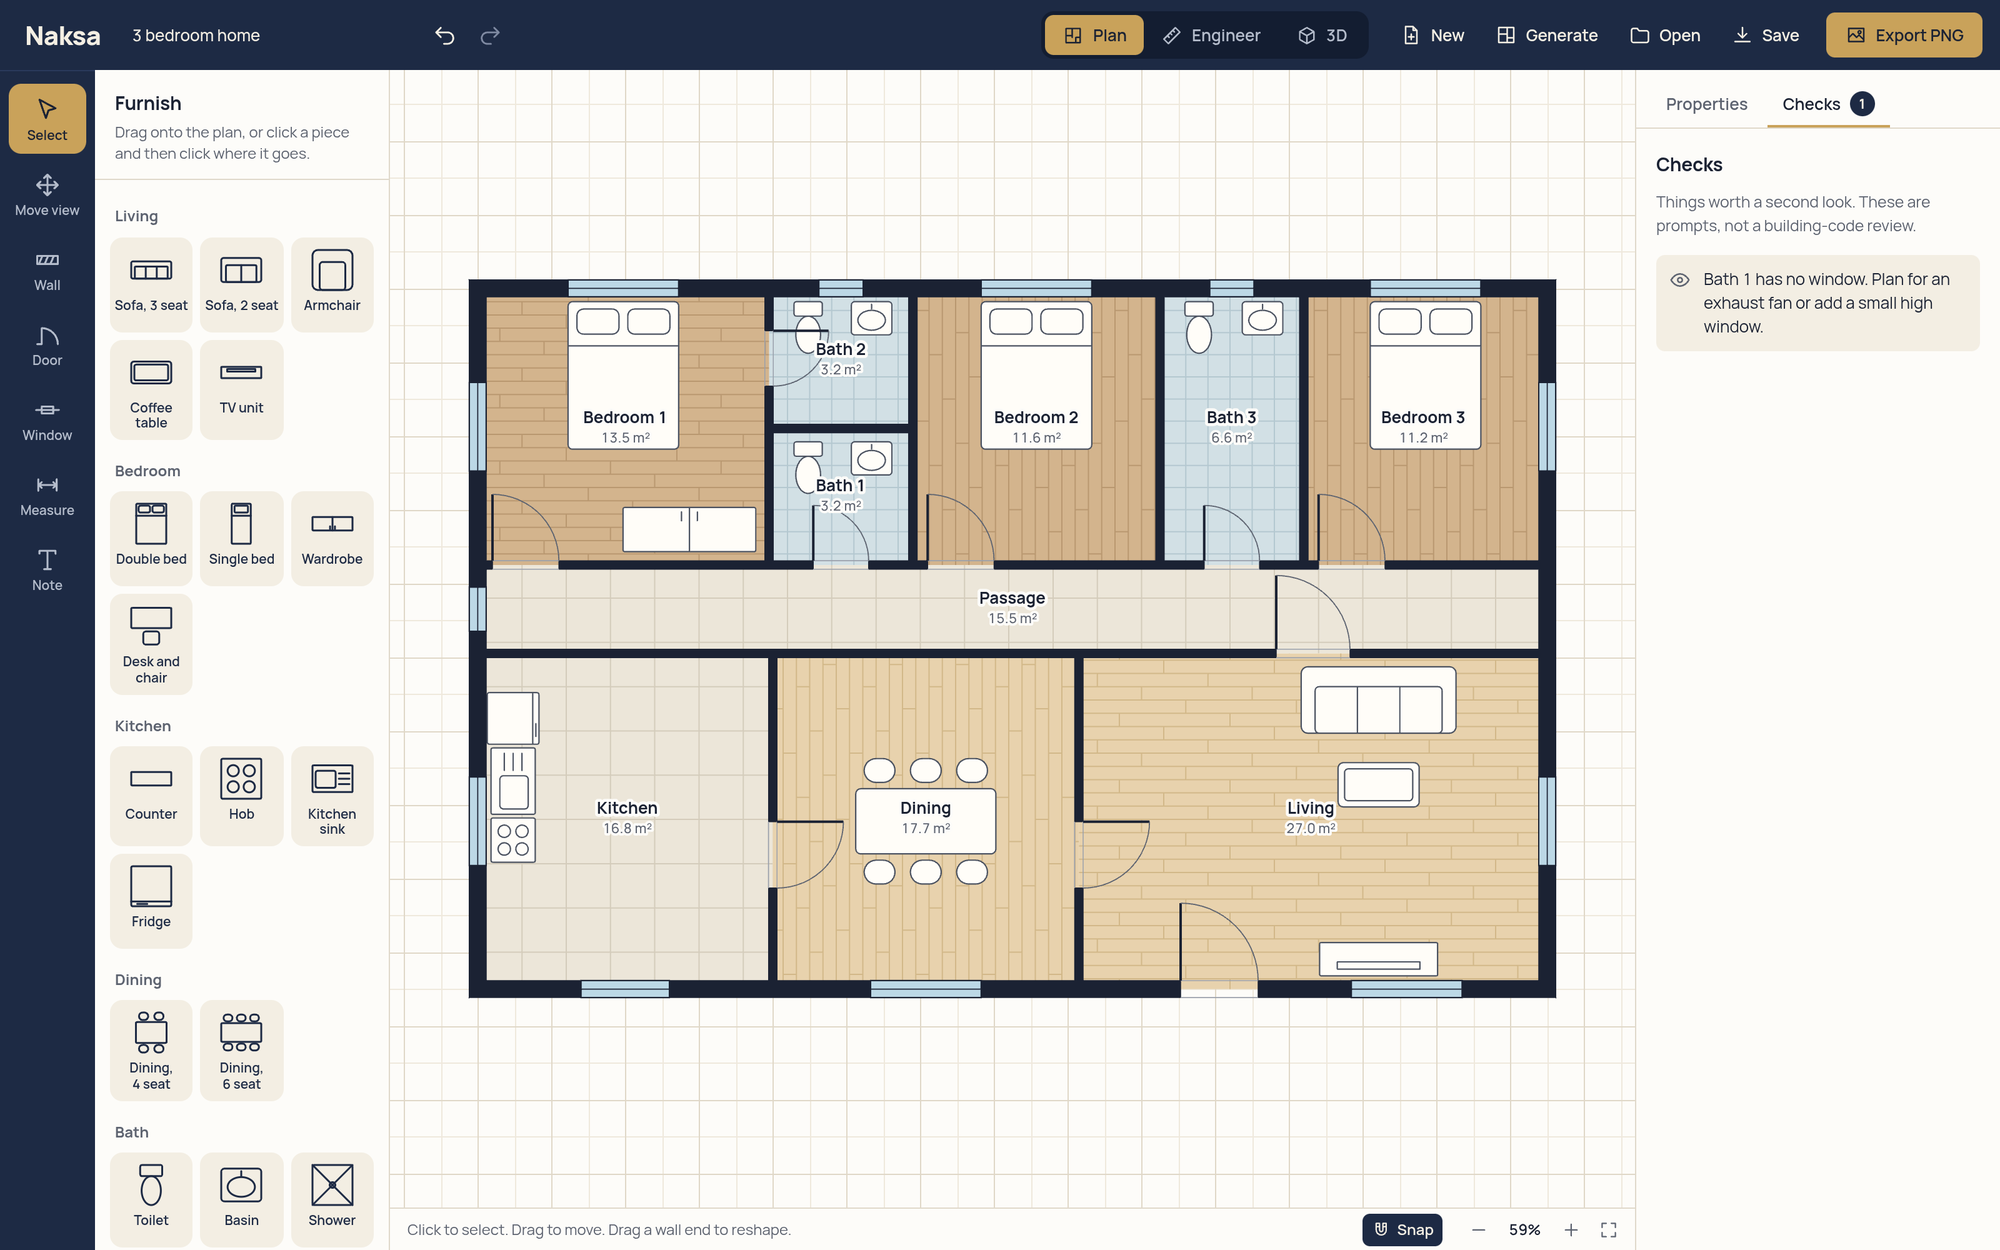 Naksa
3 bedroom home
Plan
Engineer
3D
New
Generate
Open
Save
Export PNG
Select
Move view
Wall
Door
Window
Measure
Note
Furnish
Drag onto the plan, or click a piece
and then click where it goes.
Living
Sofa, 3 seat
Sofa, 2 seat
Armchair
Coffee
table
TV unit
Bedroom
Double bed
Single bed
Wardrobe
Desk and
chair
Kitchen
Counter
Hob
Kitchen
sink
Fridge
Dining
Dining,
4 seat
Dining,
6 seat
Bath
Toilet
Basin
Shower
Bedroom 1
13.5 m²
Bath 2
3.2 m²
Bath 1
3.2 m²
Bedroom 2
11.6 m²
Bath 3
6.6 m²
Bedroom 3
11.2 m²
Passage
15.5 m²
Kitchen
16.8 m²
Dining
17.7 m²
Living
27.0 m²
Click to select. Drag to move. Drag a wall end to reshape.
Snap
59%
Properties
Checks 1
Checks
Things worth a second look. These are
prompts, not a building-code review.
Bath 1 has no window. Plan for an
exhaust fan or add a small high
window.